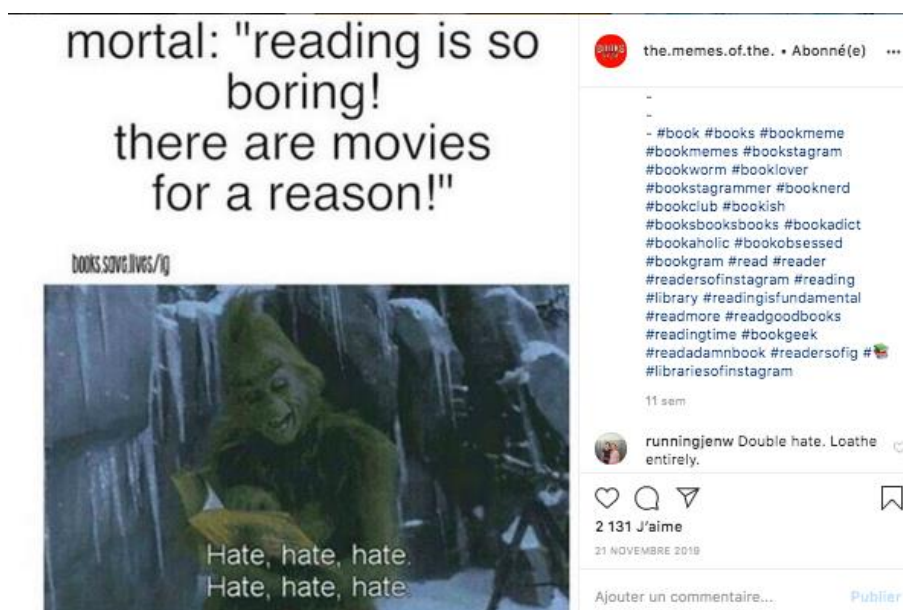 mortal: "reading is so
boring!
there are movies
for a reason!"
books.save.lives/ig
Hate, hate, hate.
Hate, hate, hate
the.memes.of.the. • Abonné(e) ...
-
-
- #book #books #bookmeme
#bookmemes #bookstagram
#bookworm #booklover
#bookstagrammer #booknerd
#bookclub #bookish
#booksbooksbooks #bookadict
#bookaholic #bookobsessed
#bookgram #read #reader
#readersofinstagram #reading
#library #readingisfundamental
#readmore #readgoodbooks
#readingtime #bookgeek
#readadamnbook #readersofig #📚
#librariesofinstagram
11 sem
runningjenw Double hate. Loathe
entirely.
2 131 J'aime
21 NOVEMBRE 2019
Ajouter un commentaire...
Publier